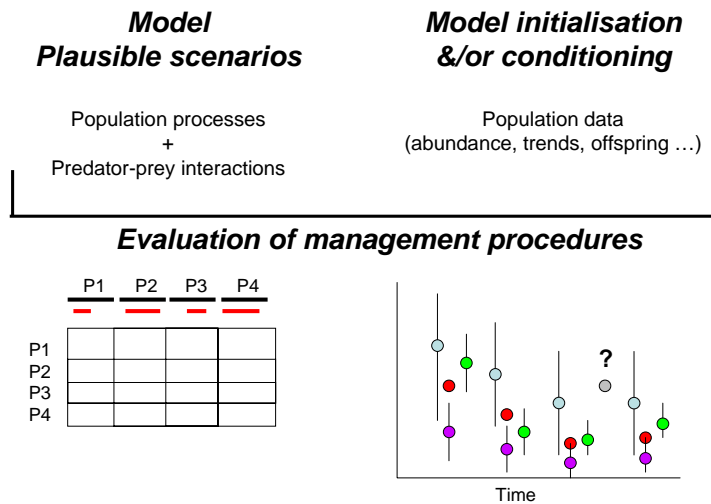 Model
Plausible scenarios
Model initialisation
&/or conditioning
Population processes
+
Predator-prey interactions
Population data
(abundance, trends, offspring …)
Evaluation of management procedures
P1 P2 P3 P4
P1
P2
P3
P4
?
Time